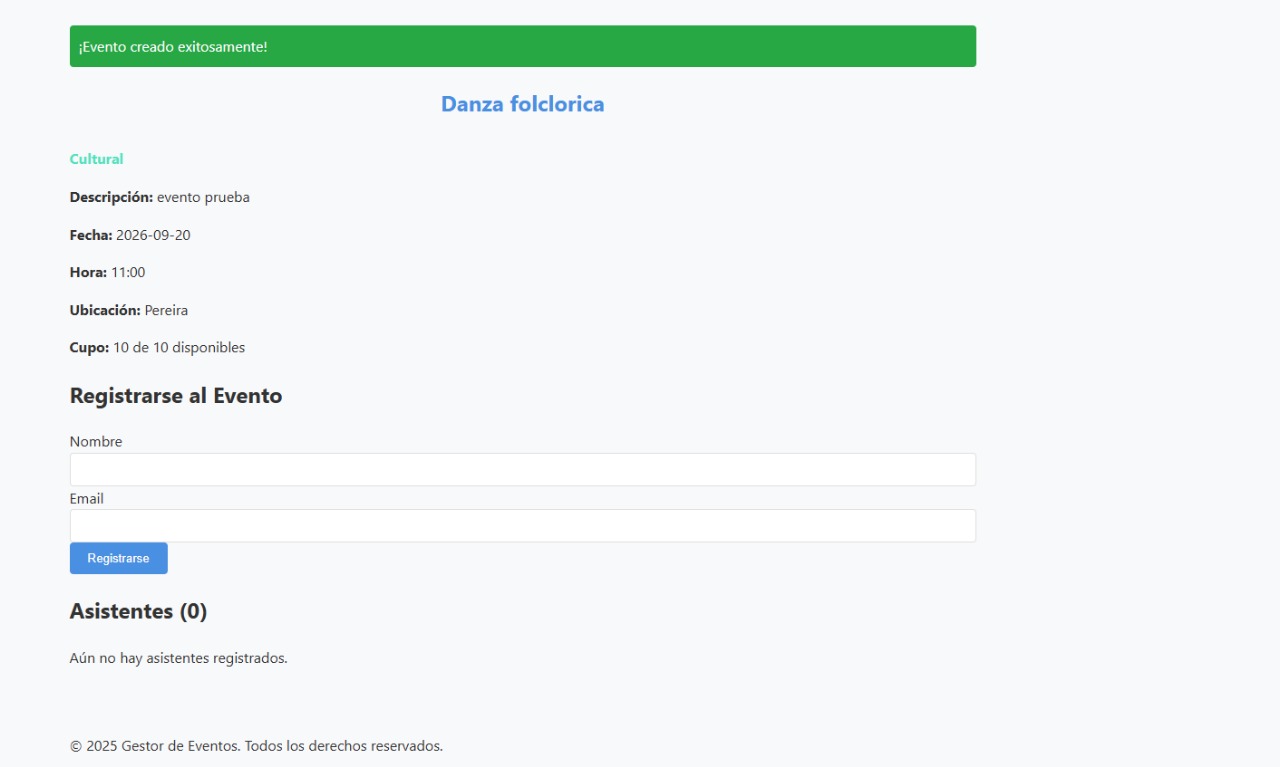 ¡Evento creado exitosamente!
Danza folclorica
Cultural
Descripción: evento prueba
Fecha: 2026-09-20
Hora: 11:00
Ubicación: Pereira
Cupo: 10 de 10 disponibles
Registrarse al Evento
Nombre
Email
Registrarse
Asistentes (0)
Aún no hay asistentes registrados.
© 2025 Gestor de Eventos. Todos los derechos reservados.